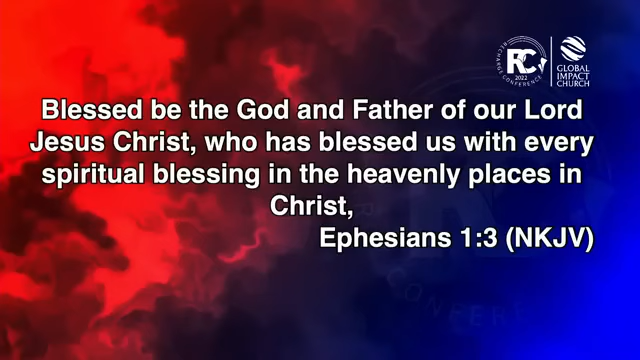 RC
RECHARGE CONFERENCE
2022
GLOBAL
IMPACT
CHURCH
Blessed be the God and Father of our Lord
Jesus Christ, who has blessed us with every
spiritual blessing in the heavenly places in
Christ,
Ephesians 1:3 (NKJV)